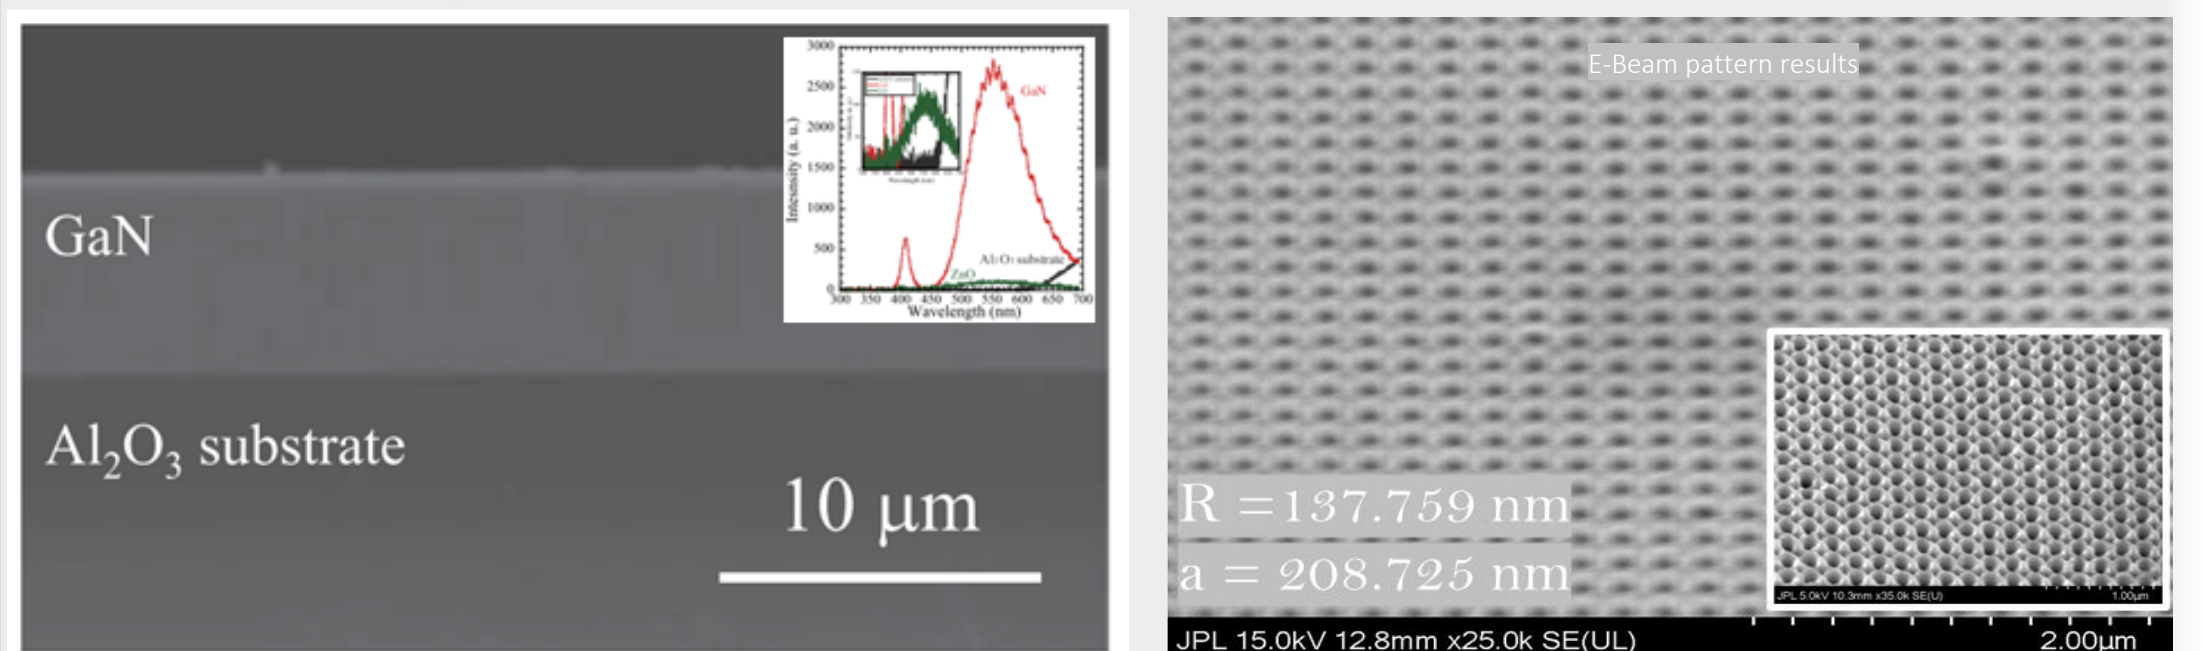 3000
2500
2000
1500
1000
500
0
Intesnsity (a. u.)
GaN
Al₂O₃ substrate
ZnO
300 350 400 450 500 550 600 650 700
Wavelength (nm)
GaN
Al₂O₃ substrate
10 μm
E-Beam pattern results
R =137.759 nm
a = 208.725 nm
JPL 5.0kV 10.3mm x35.0k SE(U) 1.00μm
JPL 15.0kV 12.8mm x25.0k SE(UL) 2.00μm